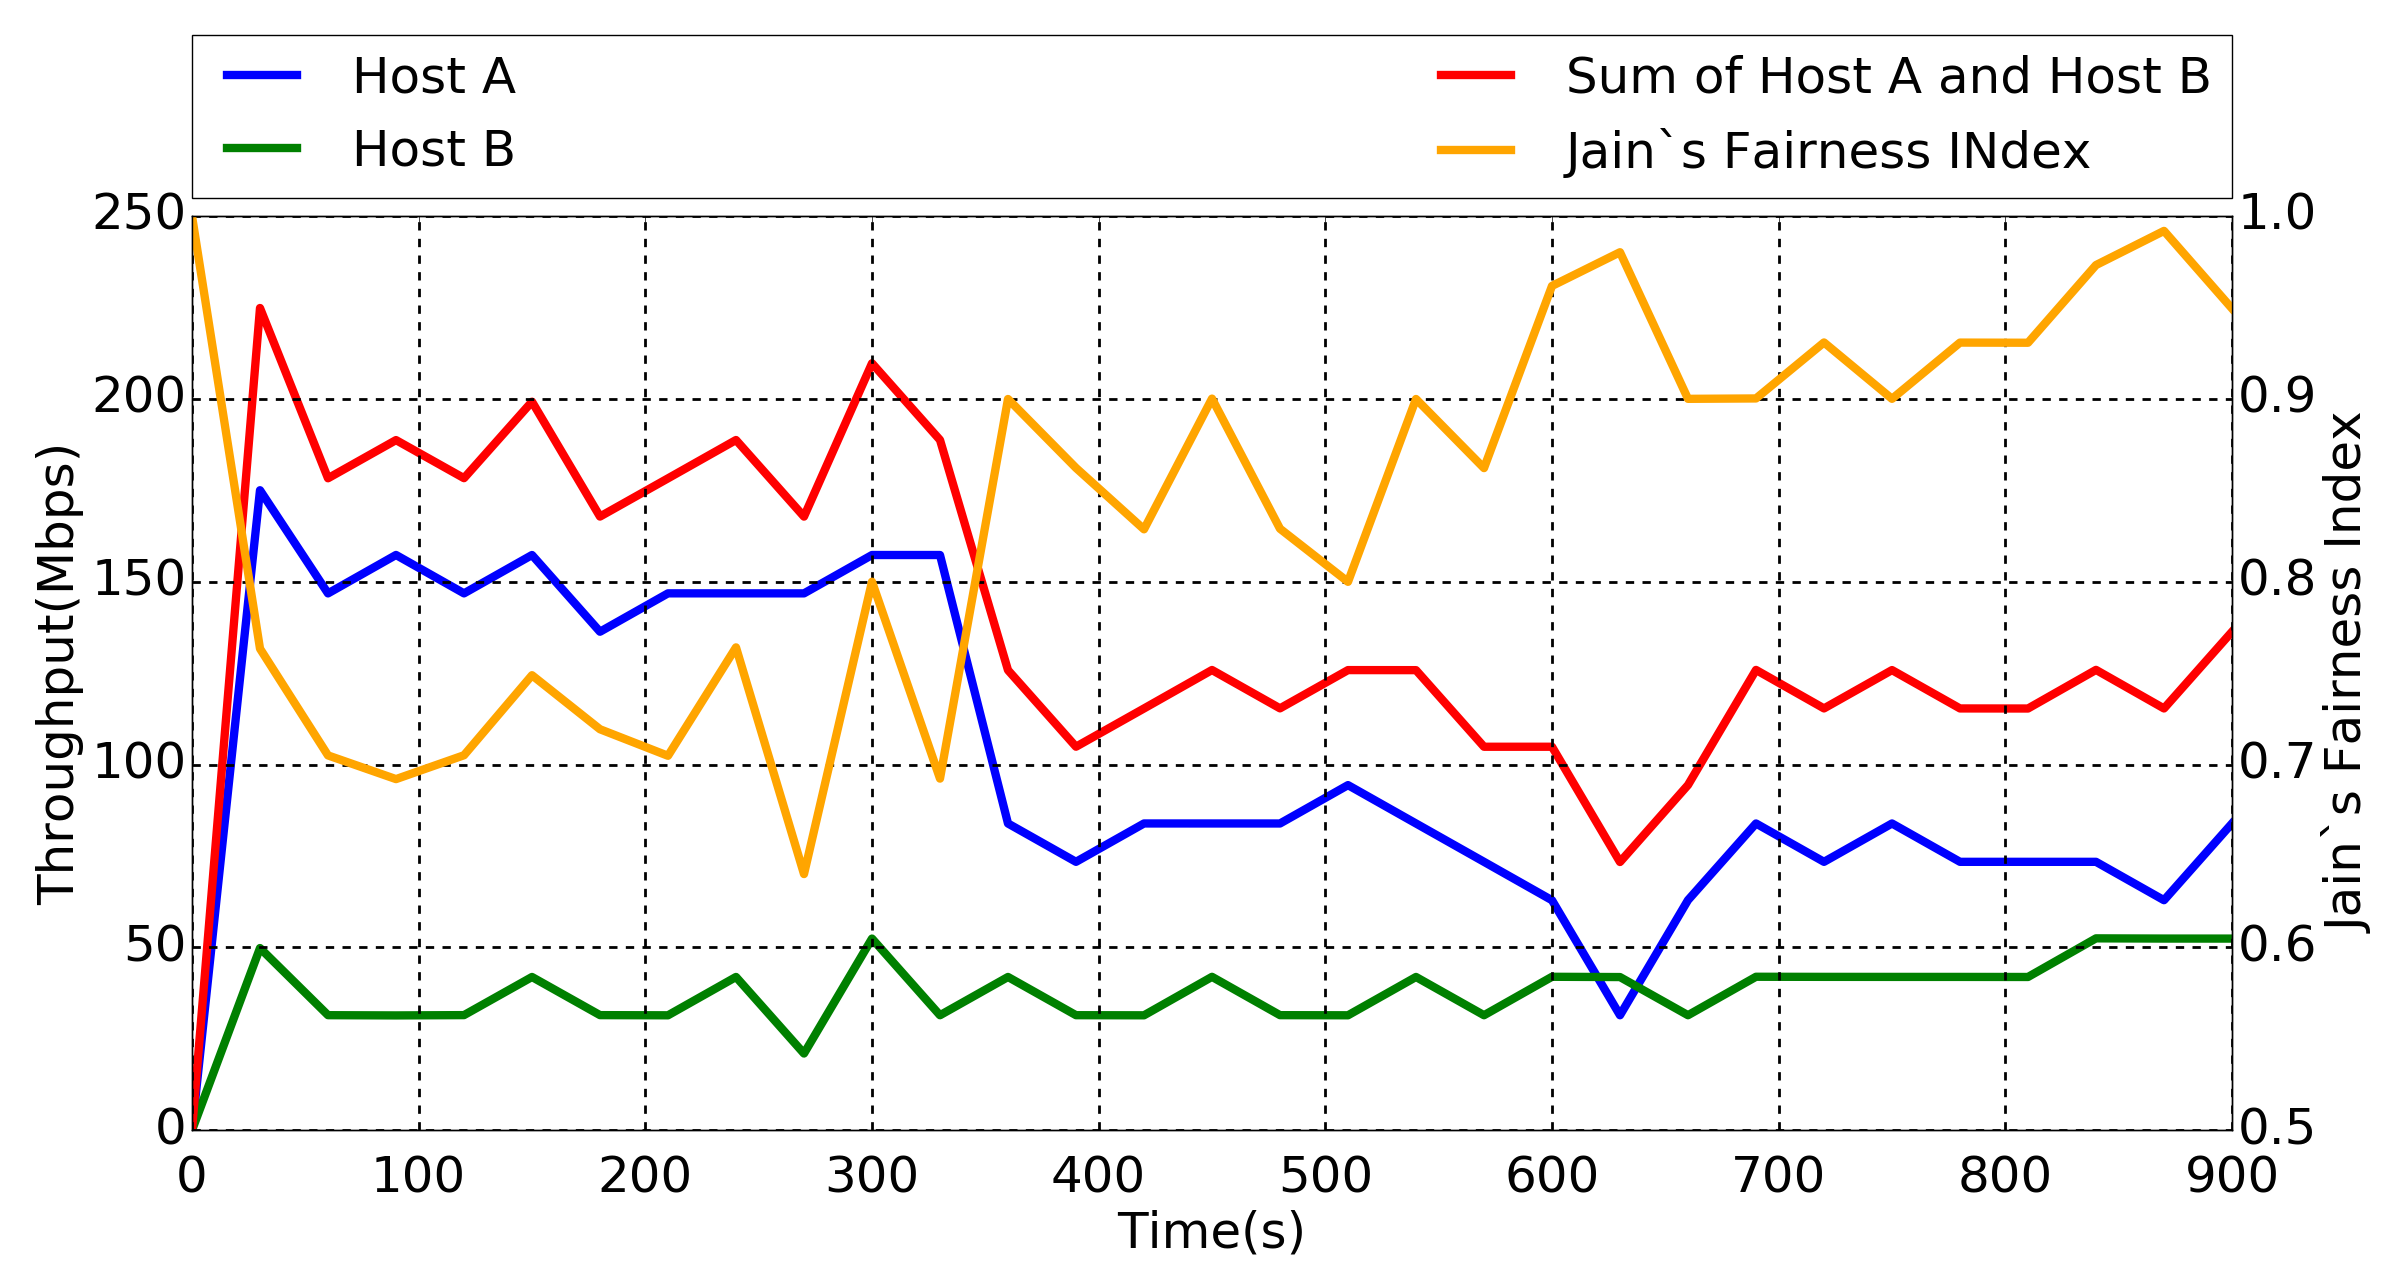 Host A
Host B
Sum of Host A and Host B
Jain`s Fairness INdex
250
200
150
100
50
0
Throughput(Mbps)
1.0
0.9
0.8
0.7
0.6
0.5
Jain`s Fairness Index
0 100 200 300 400 500 600 700 800 900
Time(s)